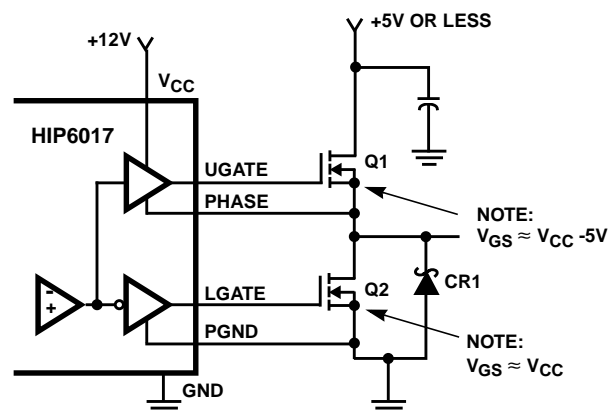 +5V OR LESS
+12V
VCC
HIP6017
UGATE
Q1
PHASE
NOTE:
VGS ≈ VCC -5V
- +
LGATE
Q2
CR1
PGND
NOTE:
VGS ≈ VCC
GND